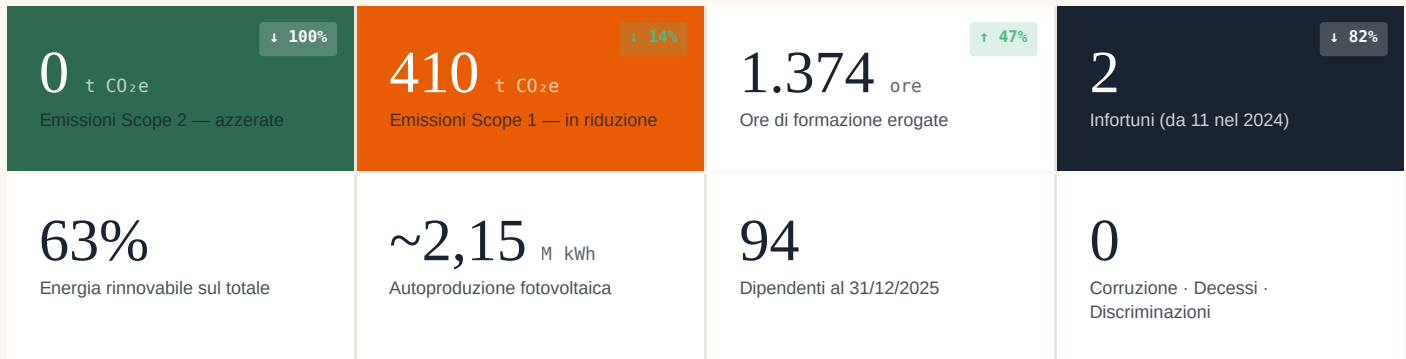 ↓ 100%
0 t CO₂e
Emissioni Scope 2 — azzerate
↓ 14%
410 t CO₂e
Emissioni Scope 1 — in riduzione
↑ 47%
1.374 ore
Ore di formazione erogate
↓ 82%
2
Infortuni (da 11 nel 2024)
63%
Energia rinnovabile sul totale
~2,15 M kWh
Autoproduzione fotovoltaica
94
Dipendenti al 31/12/2025
0
Corruzione · Decessi ·
Discriminazioni